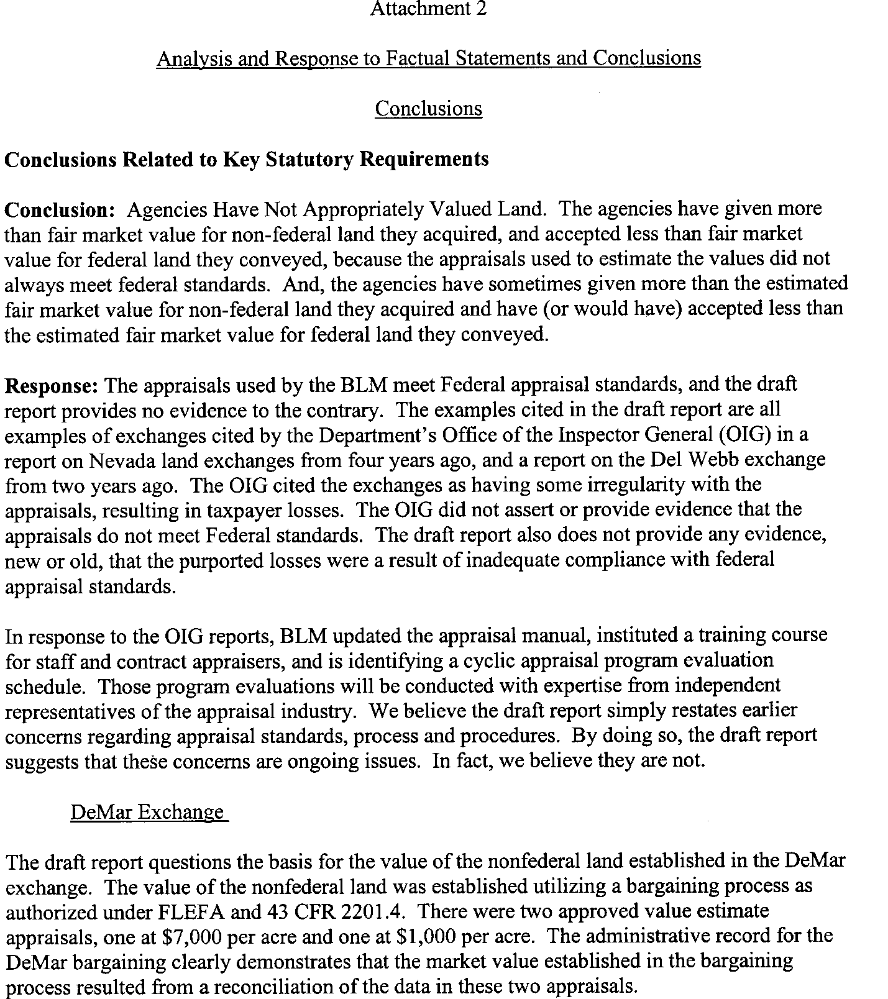 Attachment 2
Analysis and Response to Factual Statements and Conclusions
Conclusions
Conclusions Related to Key Statutory Requirements
Conclusion: Agencies Have Not Appropriately Valued Land. The agencies have given more
than fair market value for non-federal land they acquired, and accepted less than fair market
value for federal land they conveyed, because the appraisals used to estimate the values did not
always meet federal standards. And, the agencies have sometimes given more than the estimated
fair market value for non-federal land they acquired and have (or would have) accepted less than
the estimated fair market value for federal land they conveyed.
Response: The appraisals used by the BLM meet Federal appraisal standards, and the draft
report provides no evidence to the contrary. The examples cited in the draft report are all
examples of exchanges cited by the Department's Office of the Inspector General (OIG) in a
report on Nevada land exchanges from four years ago, and a report on the Del Webb exchange
from two years ago. The OIG cited the exchanges as having some irregularity with the
appraisals, resulting in taxpayer losses. The OIG did not assert or provide evidence that the
appraisals do not meet Federal standards. The draft report also does not provide any evidence,
new or old, that the purported losses were a result of inadequate compliance with federal
appraisal standards.
In response to the OIG reports, BLM updated the appraisal manual, instituted a training course
for staff and contract appraisers, and is identifying a cyclic appraisal program evaluation
schedule. Those program evaluations will be conducted with expertise from independent
representatives of the appraisal industry. We believe the draft report simply restates earlier
concerns regarding appraisal standards, process and procedures. By doing so, the draft report
suggests that these concerns are ongoing issues. In fact, we believe they are not.
DeMar Exchange
The draft report questions the basis for the value of the nonfederal land established in the DeMar
exchange. The value of the nonfederal land was established utilizing a bargaining process as
authorized under FLEFA and 43 CFR 2201.4. There were two approved value estimate
appraisals, one at $7,000 per acre and one at $1,000 per acre. The administrative record for the
DeMar bargaining clearly demonstrates that the market value established in the bargaining
process resulted from a reconciliation of the data in these two appraisals.